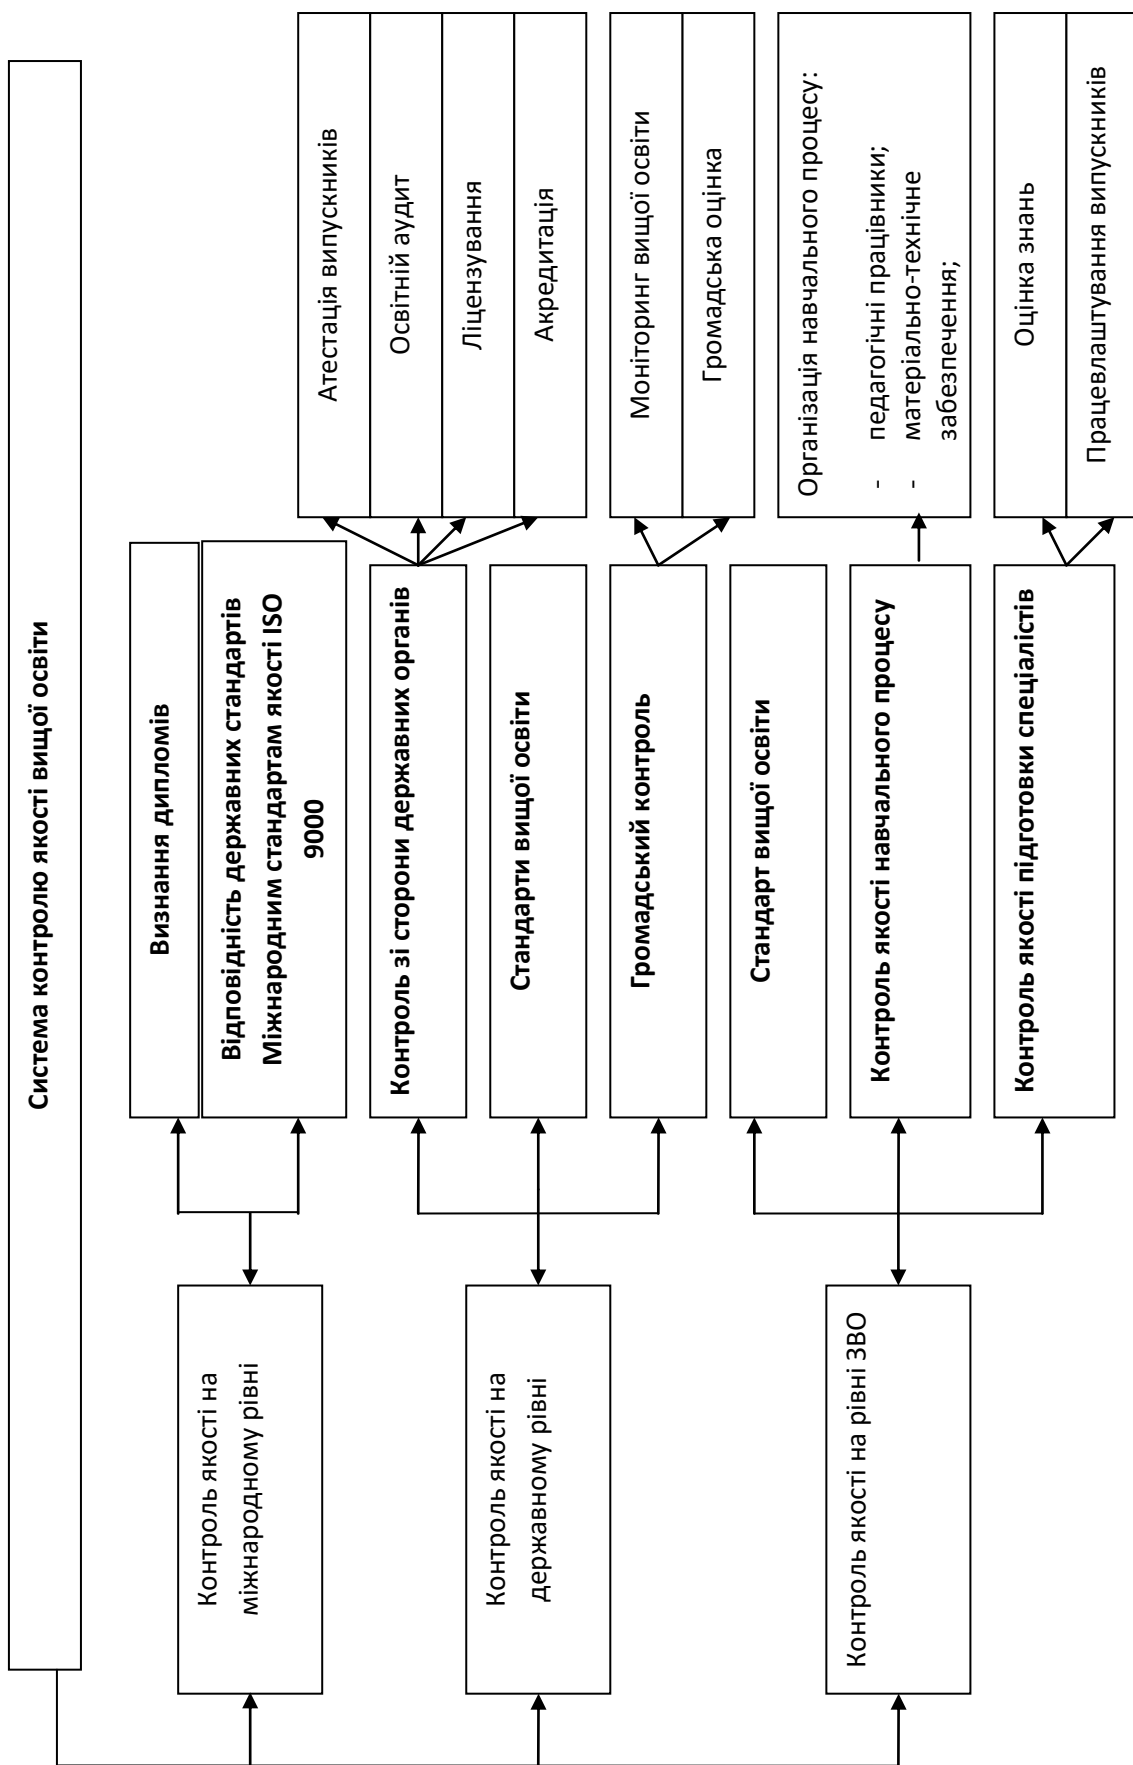 Система контролю якості вищої освіти
Контроль якості на
міжнародному рівні
Визнання дипломів
Відповідність державних стандартів
Міжнародним стандартам якості ISO
9000
Контроль якості на
державному рівні
Контроль зі сторони державних органів
Атестація випускників
Освітній аудит
Ліцензування
Акредитація
Стандарти вищої освіти
Громадський контроль
Моніторинг вищої освіти
Громадська оцінка
Контроль якості на рівні ЗВО
Стандарт вищої освіти
Контроль якості навчального процесу
Організація навчального процесу:
- педагогічні працівники;
- матеріально-технічне
забезпечення;
Контроль якості підготовки спеціалістів
Оцінка знань
Працевлаштування випускників